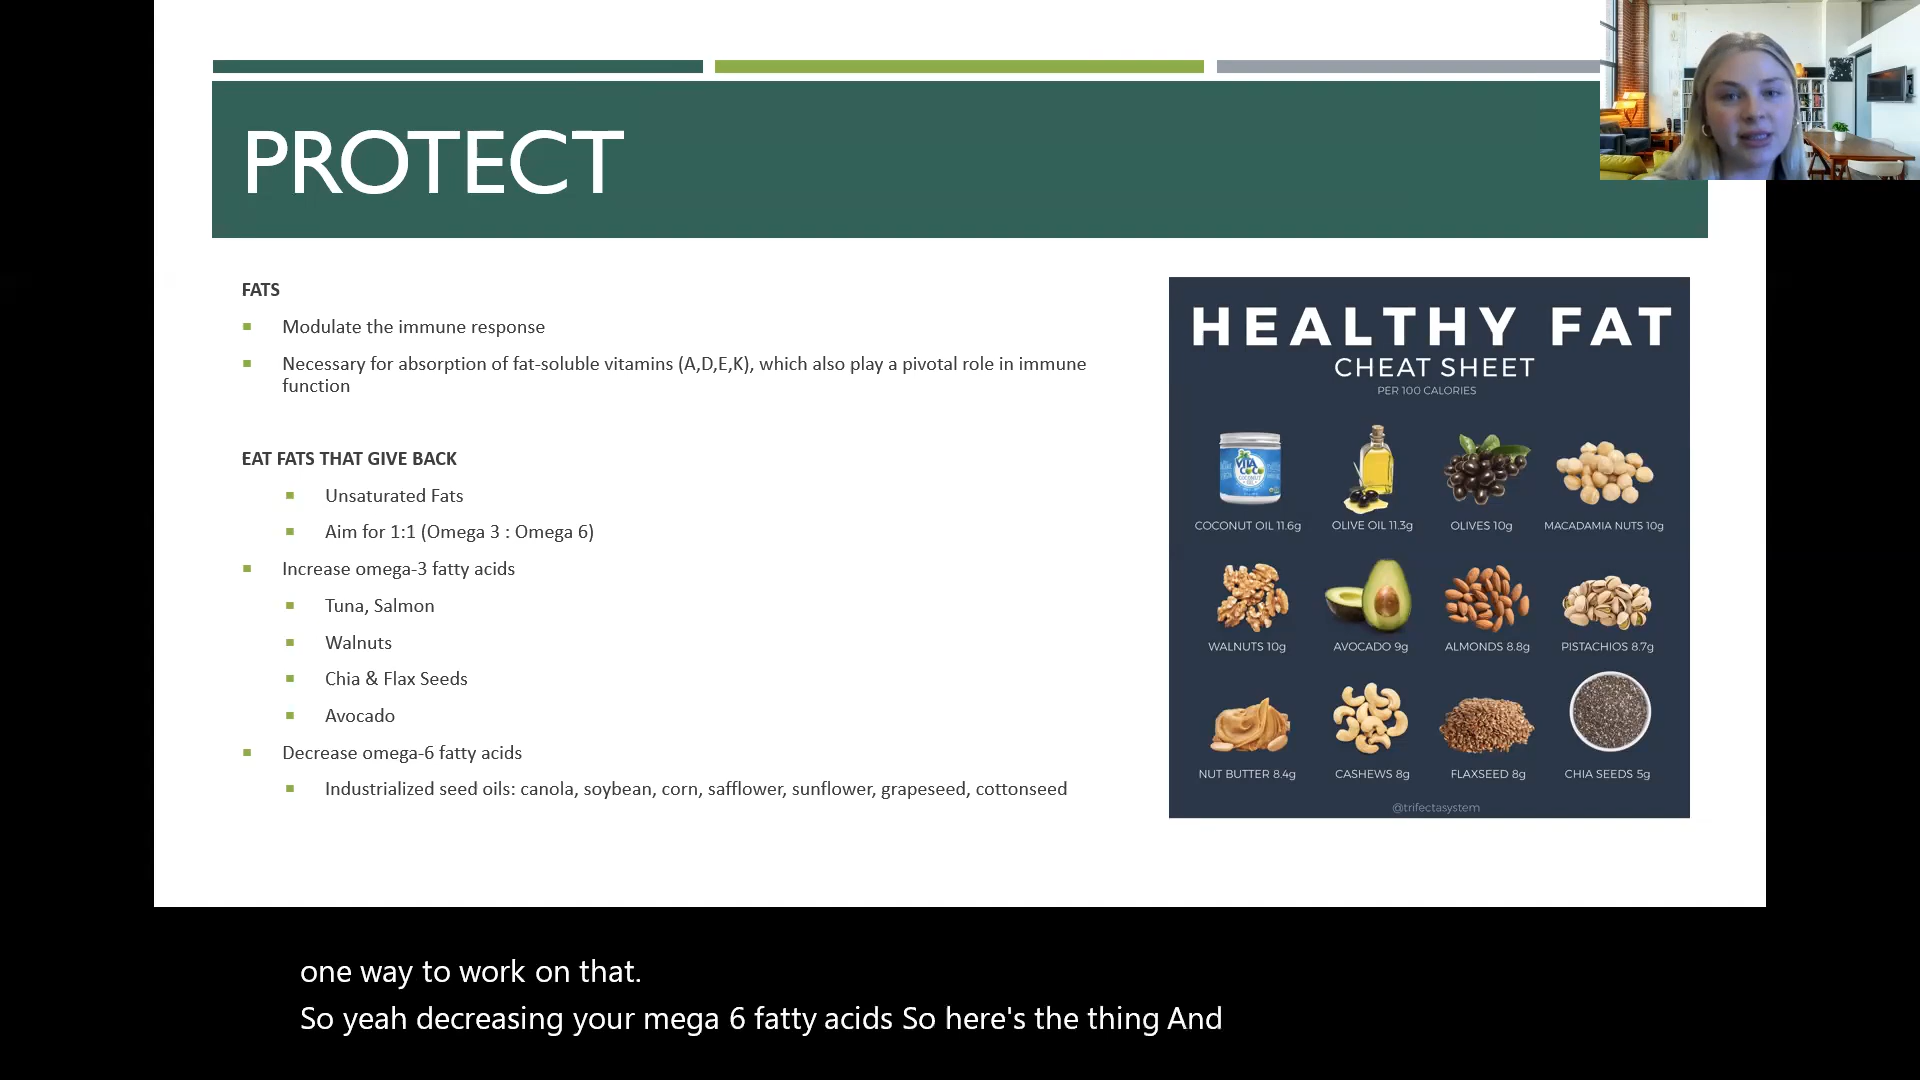 PROTECT
FATS
Modulate the immune response
Necessary for absorption of fat-soluble vitamins (A,D,E,K), which also play a pivotal role in immune
function
EAT FATS THAT GIVE BACK
Unsaturated Fats
Aim for 1:1 (Omega 3 : Omega 6)
Increase omega-3 fatty acids
Tuna, Salmon
Walnuts
Chia & Flax Seeds
Avocado
Decrease omega-6 fatty acids
Industrialized seed oils: canola, soybean, corn, safflower, sunflower, grapeseed, cottonseed
HEALTHY FAT
CHEAT SHEET
PER 100 CALORIES
VITA
COCO
COCONUT OIL 11.6g
OLIVE OIL 11.3g
OLIVES 10g
MACADAMIA NUTS 10g
WALNUTS 10g
AVOCADO 9g
ALMONDS 8.8g
PISTACHIOS 8.7g
NUT BUTTER 8.4g
CASHEWS 8g
FLAXSEED 8g
CHIA SEEDS 5g
@trifectasystem
one way to work on that.
So yeah decreasing your mega 6 fatty acids So here's the thing And